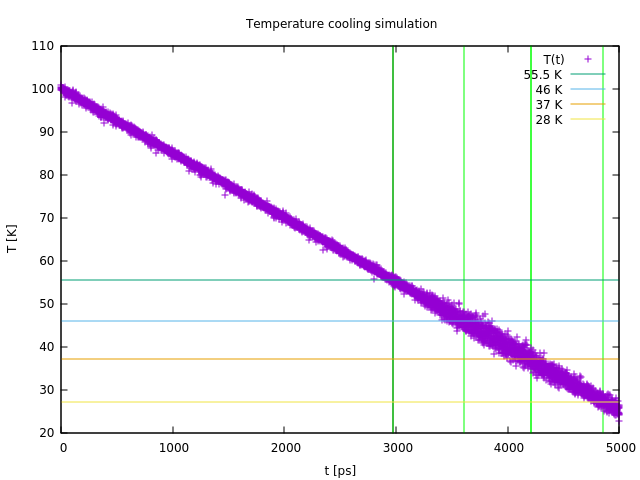 Temperature cooling simulation
110
100
90
80
70
60
50
40
30
20
T [K]
T(t)
55.5 K
46 K
37 K
28 K
0 1000 2000 3000 4000 5000
t [ps]